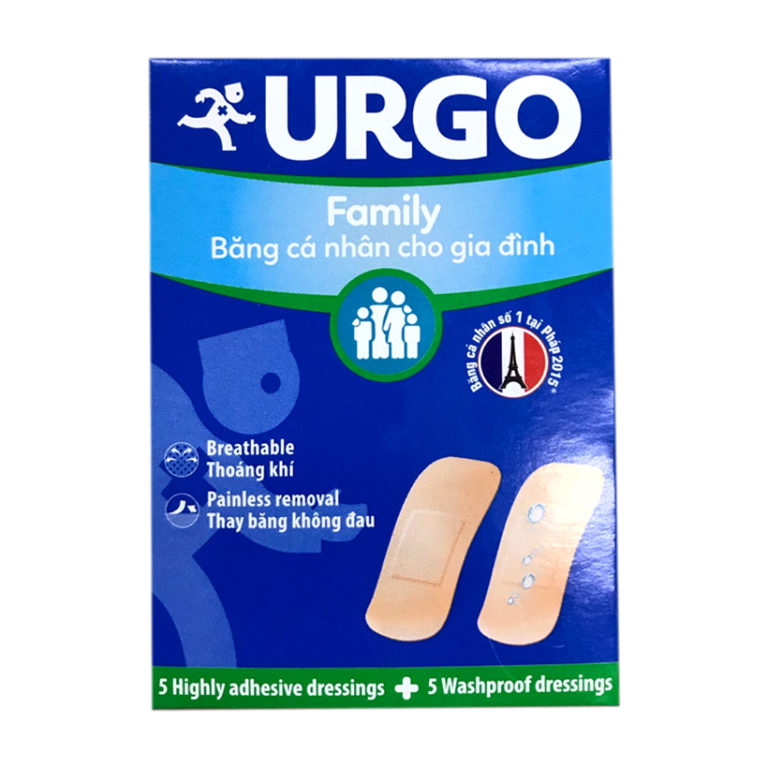 URGO
Family
Băng cá nhân cho gia đình
Băng cá nhân số 1 tại Pháp 2015*
Breathable
Thoáng khí
Painless removal
Thay băng không đau
5 Highly adhesive dressings + 5 Washproof dressings